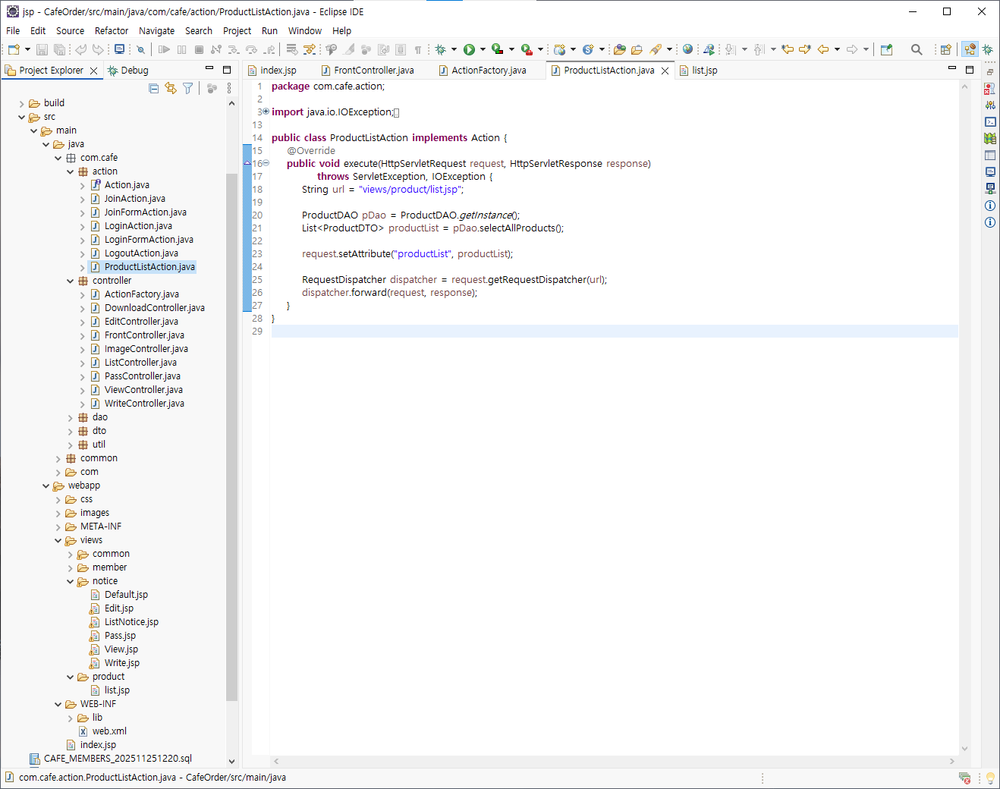 jsp - CafeOrder/src/main/java/com/cafe/action/ProductListAction.java - Eclipse IDE
File Edit Source Refactor Navigate Search Project Run Window Help
Project Explorer
Debug
build
src
main
java
com.cafe
action
Action.java
JoinAction.java
JoinFormAction.java
LoginAction.java
LoginFormAction.java
LogoutAction.java
ProductListAction.java
controller
ActionFactory.java
DownloadController.java
EditController.java
FrontController.java
ImageController.java
ListController.java
PassController.java
ViewController.java
WriteController.java
dao
dto
util
common
com
webapp
css
images
META-INF
views
common
member
notice
Default.jsp
Edit.jsp
ListNotice.jsp
Pass.jsp
View.jsp
Write.jsp
product
list.jsp
WEB-INF
lib
web.xml
index.jsp
CAFE_MEMBERS_202511251220.sql
index.jsp FrontController.java ActionFactory.java ProductListAction.java list.jsp
1 package com.cafe.action;
2
3 import java.io.IOException;
13
14 public class ProductListAction implements Action {
15 @Override
16 public void execute(HttpServletRequest request, HttpServletResponse response)
17 throws ServletException, IOException {
18 String url = "views/product/list.jsp";
19
20 ProductDAO pDao = ProductDAO.getInstance();
21 List<ProductDTO> productList = pDao.selectAllProducts();
22
23 request.setAttribute("productList", productList);
24
25 RequestDispatcher dispatcher = request.getRequestDispatcher(url);
26 dispatcher.forward(request, response);
27 }
28 }
29
com.cafe.action.ProductListAction.java - CafeOrder/src/main/java